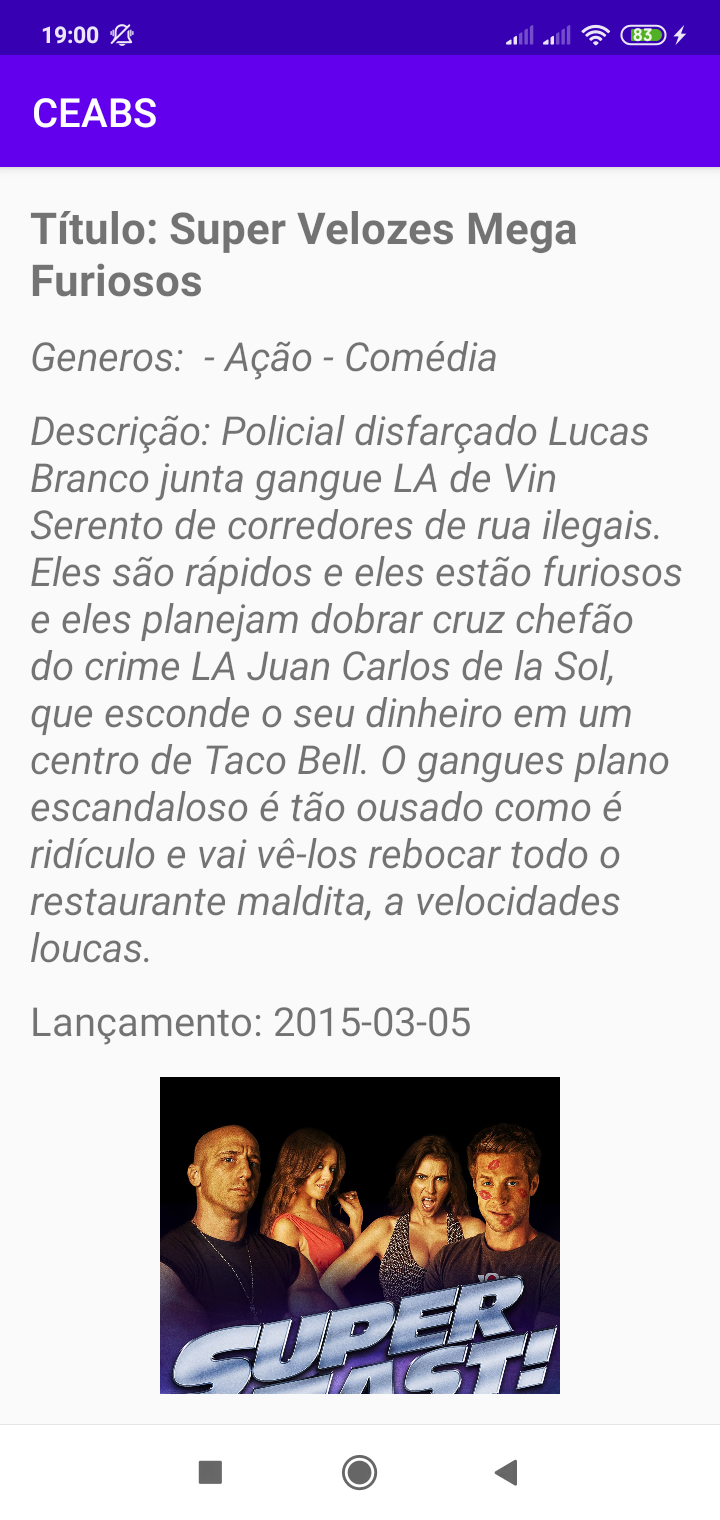 19:00
83
CEABS
Título: Super Velozes Mega
Furiosos
Generos:  - Ação - Comédia
Descrição: Policial disfarçado Lucas
Branco junta gangue LA de Vin
Serento de corredores de rua ilegais.
Eles são rápidos e eles estão furiosos
e eles planejam dobrar cruz chefão
do crime LA Juan Carlos de la Sol,
que esconde o seu dinheiro em um
centro de Taco Bell. O gangues plano
escandaloso é tão ousado como é
ridículo e vai vê-los rebocar todo o
restaurante maldita, a velocidades
loucas.
Lançamento: 2015-03-05
SUPER
FAST!